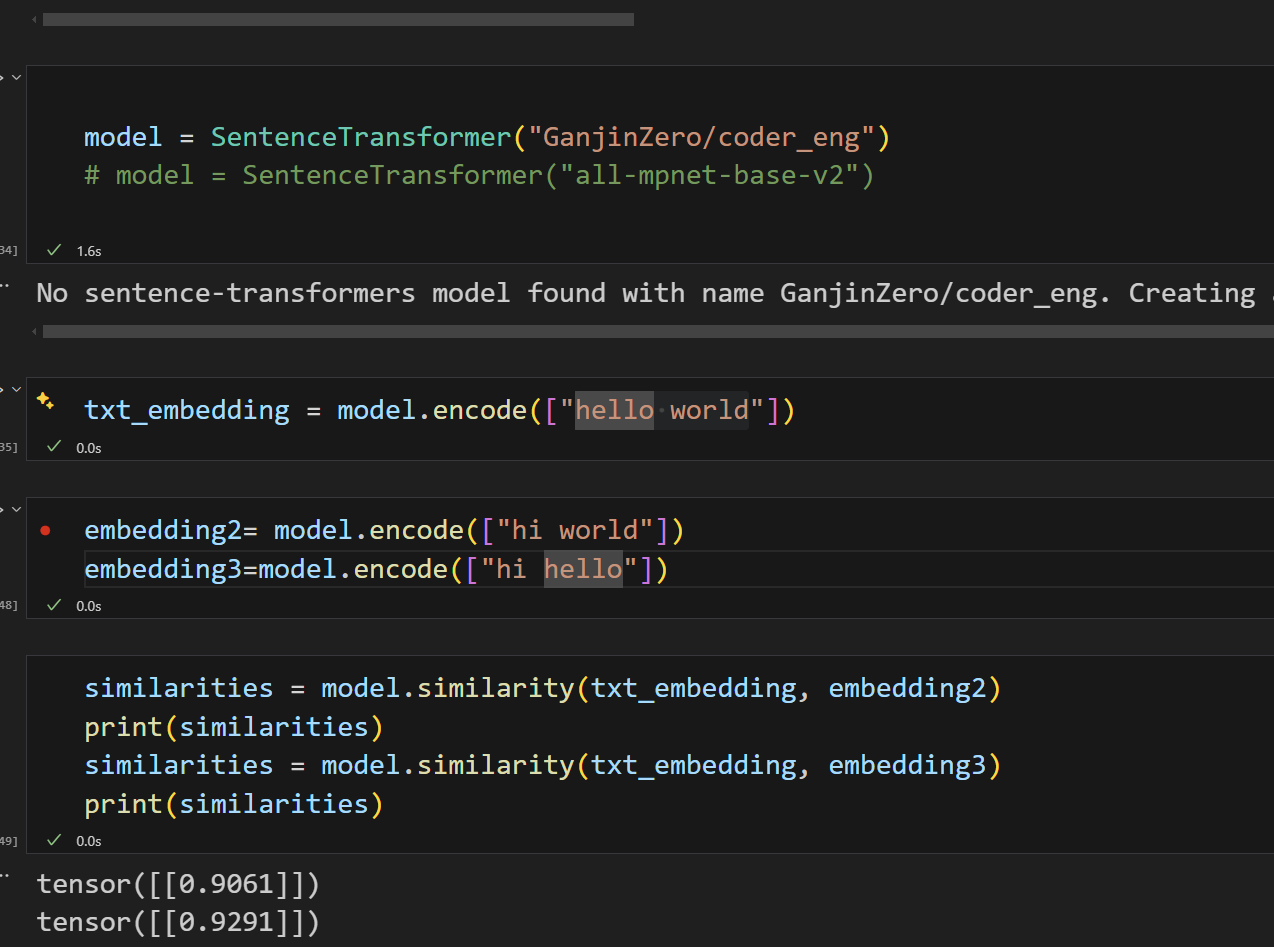 model = SentenceTransformer("GanjinZero/coder_eng")
# model = SentenceTransformer("all-mpnet-base-v2")
34] 1.6s
No sentence-transformers model found with name GanjinZero/coder_eng. Creating
txt_embedding = model.encode(["hello world"])
35] 0.0s
embedding2= model.encode(["hi world"])
embedding3=model.encode(["hi hello"])
48] 0.0s
similarities = model.similarity(txt_embedding, embedding2)
print(similarities)
similarities = model.similarity(txt_embedding, embedding3)
print(similarities)
49] 0.0s
tensor([[0.9061]])
tensor([[0.9291]])